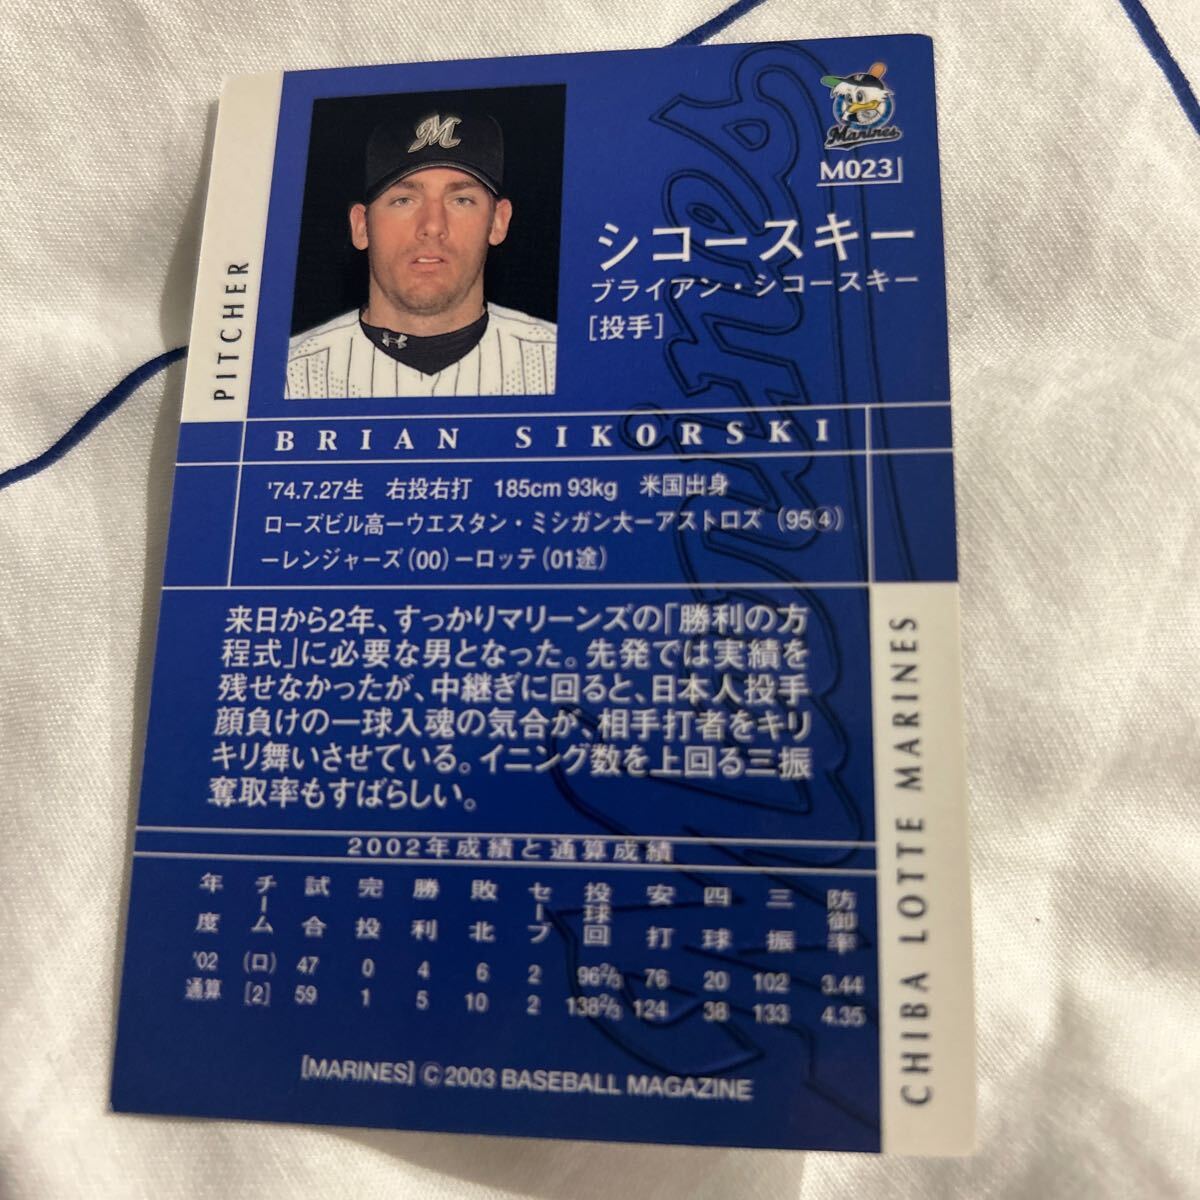 PITCHER
M
Marines
M023
シコースキー
ブライアン・シコースキー
[投手]
BRIAN SIKORSKI
'74.7.27生 右投右打 185cm 93kg 米国出身
ローズビル高ーウエスタン・ミシガン大ーアストロズ(95④)
ーレンジャーズ(00)ーロッテ(01途)
来日から2年、すっかりマリーンズの「勝利の方
程式」に必要な男となった。先発では実績を
残せなかったが、中継ぎに回ると、日本人投手
顔負けの一球入魂の気合が、相手打者をキリ
キリ舞いさせている。イニング数を上回る三振
奪取率もすばらしい。
2002年成績と通算成績
年度 チーム 試合 完投 勝利 敗北 セーブ 投球回 安打 四球 三振 防御率
'02 (ロ) 47 0 4 6 2 96⅔ 76 20 102 3.44
通算 [2] 59 1 5 10 2 138⅔ 124 38 133 4.35
[MARINES] © 2003 BASEBALL MAGAZINE
CHIBA LOTTE MARINES